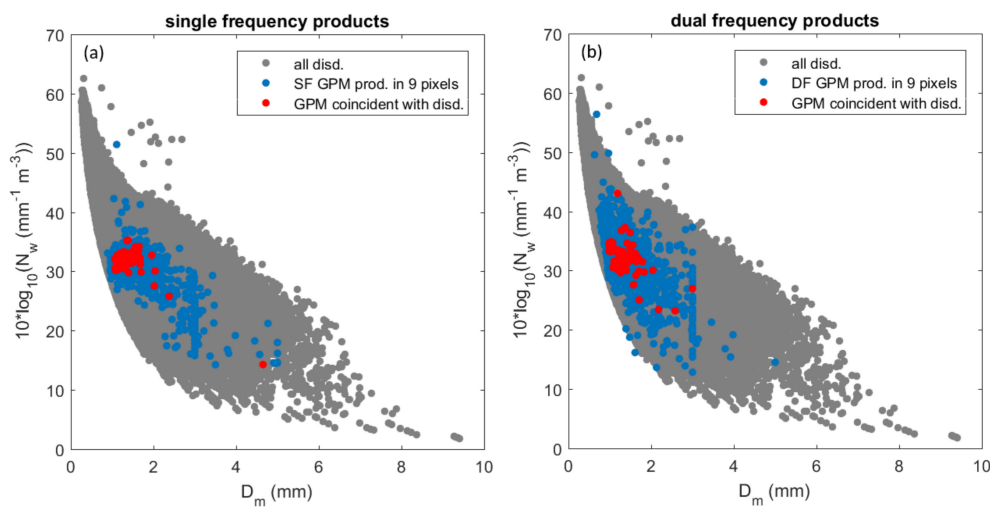 single frequency products
(a)
all disd.
SF GPM prod. in 9 pixels
GPM coincident with disd.
10*log10(Nw (mm-1 m-3))
70
60
50
40
30
20
10
0
0 2 4 6 8 10
Dm (mm)
dual frequency products
(b)
all disd.
DF GPM prod. in 9 pixels
GPM coincident with disd.
10*log10(Nw (mm-1 m-3))
70
60
50
40
30
20
10
0
0 2 4 6 8 10
Dm (mm)